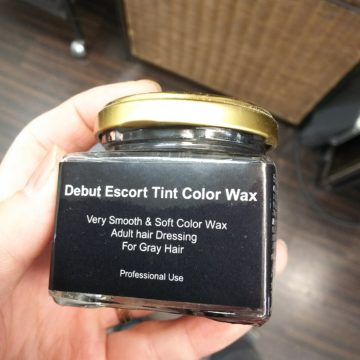 Debut Escort Tint Color Wax
Very Smooth & Soft Color Wax
Adult hair Dressing
For Gray Hair
Professional Use